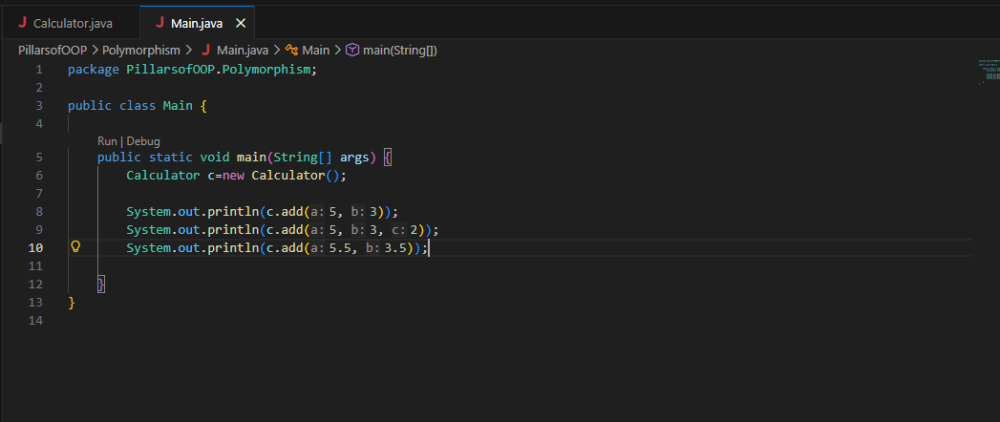 Calculator.java
Main.java
PillarsofOOP > Polymorphism > Main.java > Main > main(String[])
1 package PillarsofOOP.Polymorphism;
2
3 public class Main {
4
Run | Debug
5 public static void main(String[] args) {
6 Calculator c=new Calculator();
7
8 System.out.println(c.add(a: 5, b: 3));
9 System.out.println(c.add(a: 5, b: 3, c: 2));
10 System.out.println(c.add(a: 5.5, b: 3.5));
11
12 }
13 }
14